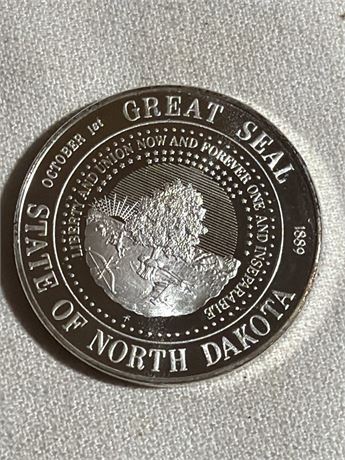 GREAT SEAL
STATE OF NORTH DAKOTA
OCTOBER 1st
1889
LIBERTY AND UNION NOW AND FOREVER ONE AND INSEPARABLE